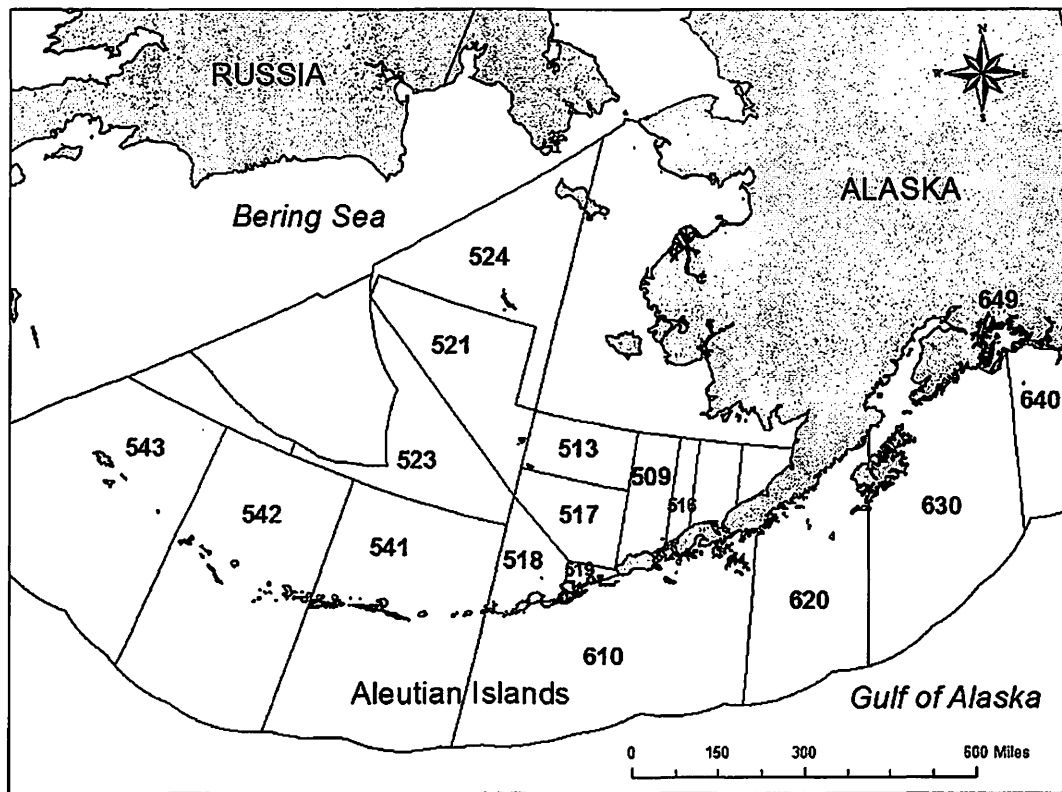 N
RUSSIA
W
E
S
ALASKA
Bering Sea
524
649
521
640
543
513
523
509
630
542
516
541
517
518
519
620
610
Aleutian Islands
Gulf of Alaska
0 150 300 600 Miles